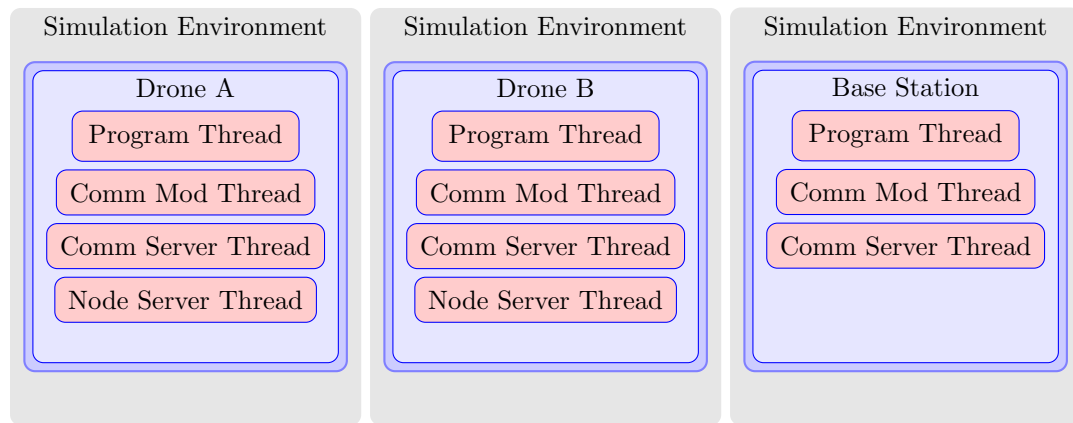 Simulation Environment
Drone A
Program Thread
Comm Mod Thread
Comm Server Thread
Node Server Thread
Simulation Environment
Drone B
Program Thread
Comm Mod Thread
Comm Server Thread
Node Server Thread
Simulation Environment
Base Station
Program Thread
Comm Mod Thread
Comm Server Thread